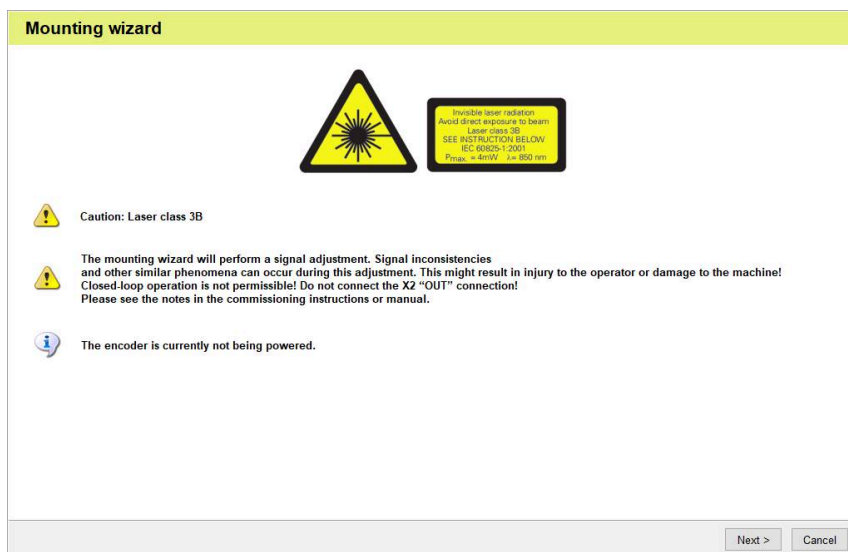 Mounting wizard
Invisible laser radiation
Avoid direct exposure to beam
Laser class 3B
SEE INSTRUCTION BELOW
IEC 60825-1:2001
Pmax. = 4mW λ= 850 nm
Caution: Laser class 3B
The mounting wizard will perform a signal adjustment. Signal inconsistencies
and other similar phenomena can occur during this adjustment. This might result in injury to the operator or damage to the machine!
Closed-loop operation is not permissible! Do not connect the X2 “OUT” connection!
Please see the notes in the commissioning instructions or manual.
The encoder is currently not being powered.
Next >
Cancel